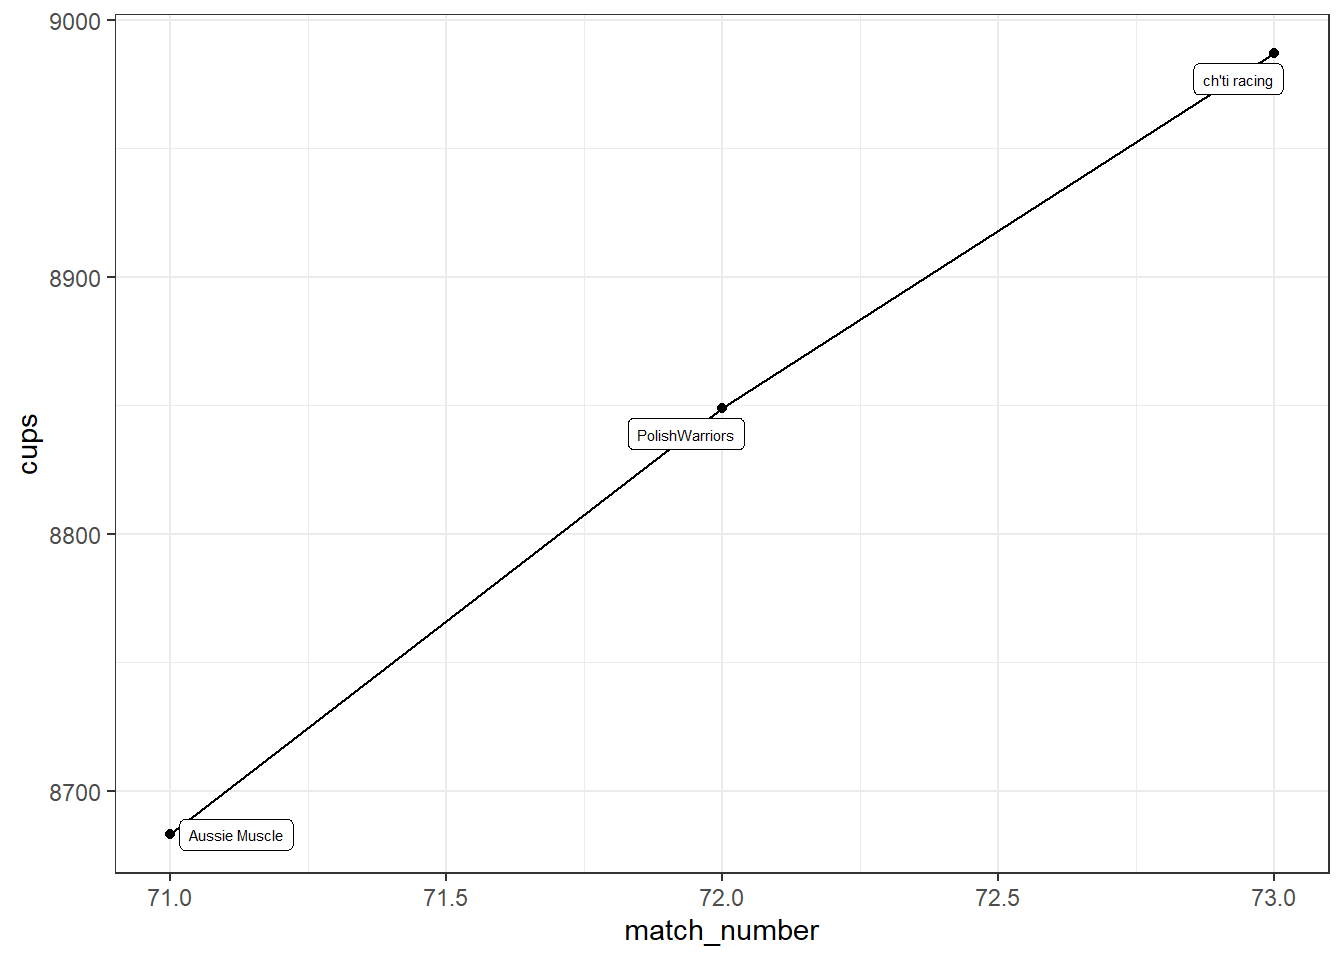 9000
8900
8800
8700
cups
ch'ti racing
PolishWarriors
Aussie Muscle
71.0 71.5 72.0 72.5 73.0
match_number